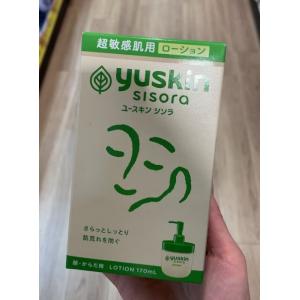 超敏感肌用 ローション
yuskin
sisora
ユースキン シソラ
さらっとしっとり
肌荒れを防ぐ
yuskin
sisora
顔・からだ用 LOTION 170mL